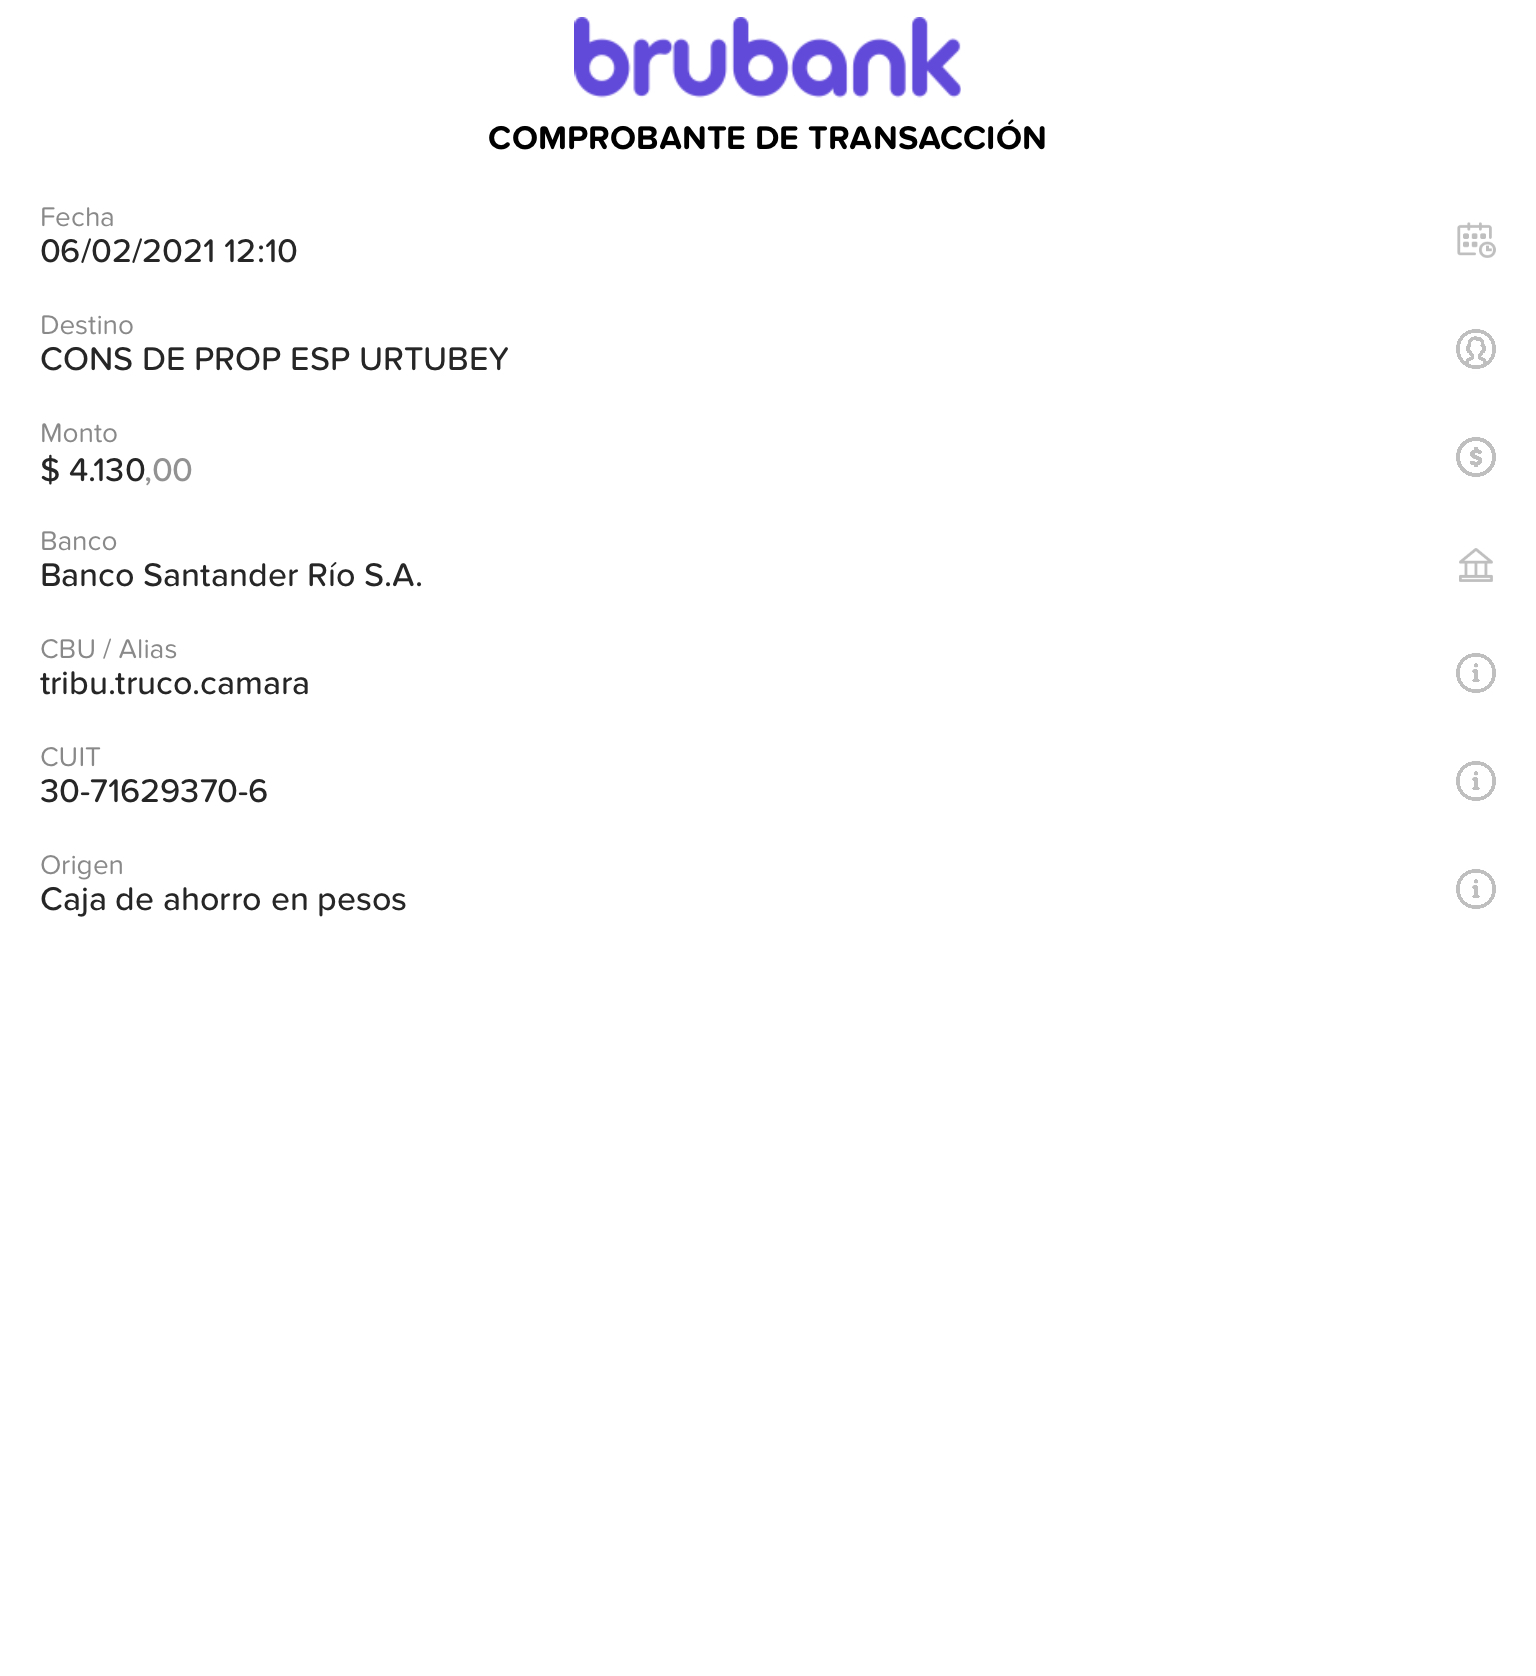 brubank
COMPROBANTE DE TRANSACCIÓN
Fecha
06/02/2021 12:10
Destino
CONS DE PROP ESP URTUBEY
Monto
$ 4.130,00
Banco
Banco Santander Río S.A.
CBU / Alias
tribu.truco.camara
CUIT
30-71629370-6
Origen
Caja de ahorro en pesos